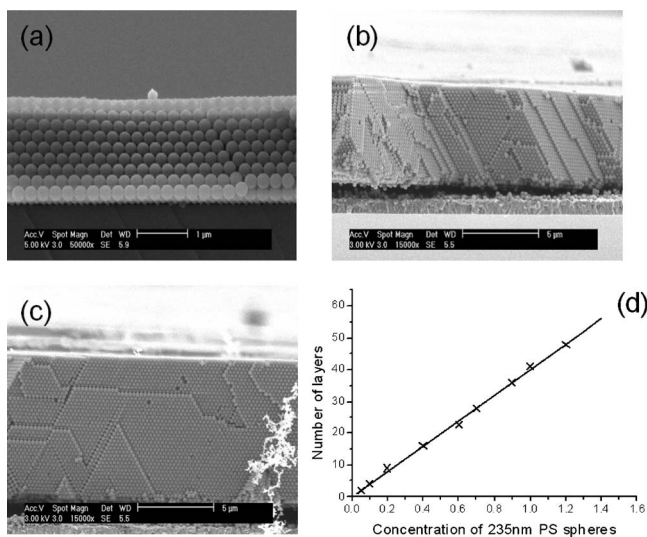 (a)
Acc.V Spot Magn Det WD 1 µm
5.00 kV 3.0 50000x SE 5.9
(b)
Acc.V Spot Magn Det WD 5 µm
3.00 kV 3.0 15000x SE 5.5
(c)
Acc.V Spot Magn Det WD 5 µm
3.00 kV 3.0 15000x SE 5.5
(d)
Number of layers
60
50
40
30
20
10
0
0.0 0.2 0.4 0.6 0.8 1.0 1.2 1.4 1.6
Concentration of 235nm PS spheres